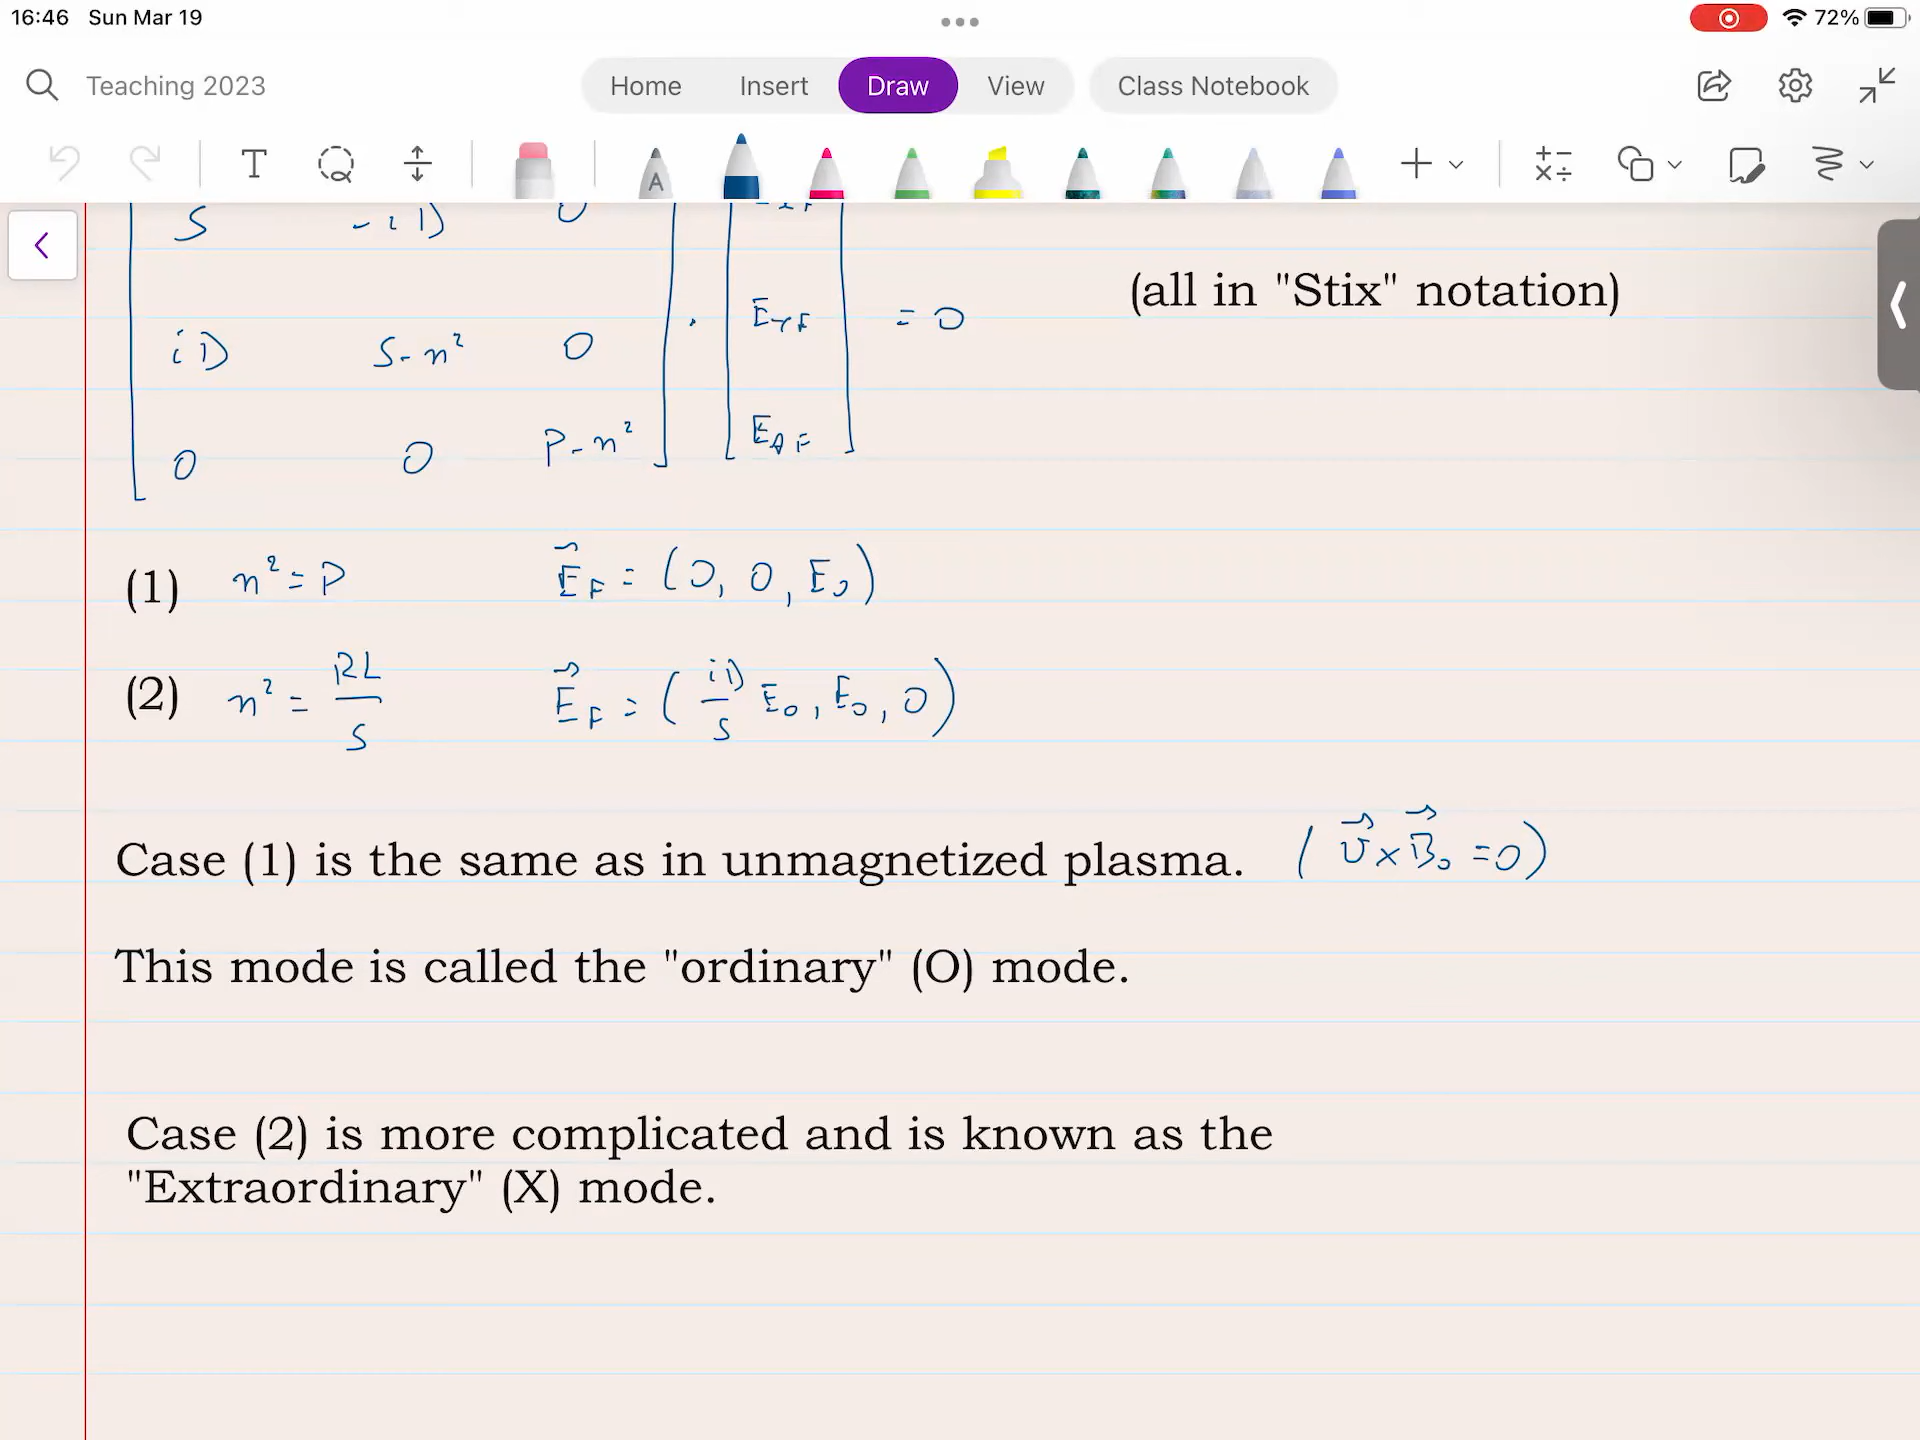 16:46 Sun Mar 19 72%
Teaching 2023 Home Insert Draw View Class Notebook
T A
S -iD 0
(all in "Stix" notation)
iD S-n² 0 · E_YF = 0
0 0 P-n²
(1) n² = P E⃗_F = (0, 0, E₀)
(2) n² = RL/S E⃗_F = (iD/S E₀, E₀, 0)
Case (1) is the same as in unmagnetized plasma. (v⃗ × B⃗₀ = 0)
This mode is called the "ordinary" (O) mode.
Case (2) is more complicated and is known as the
"Extraordinary" (X) mode.